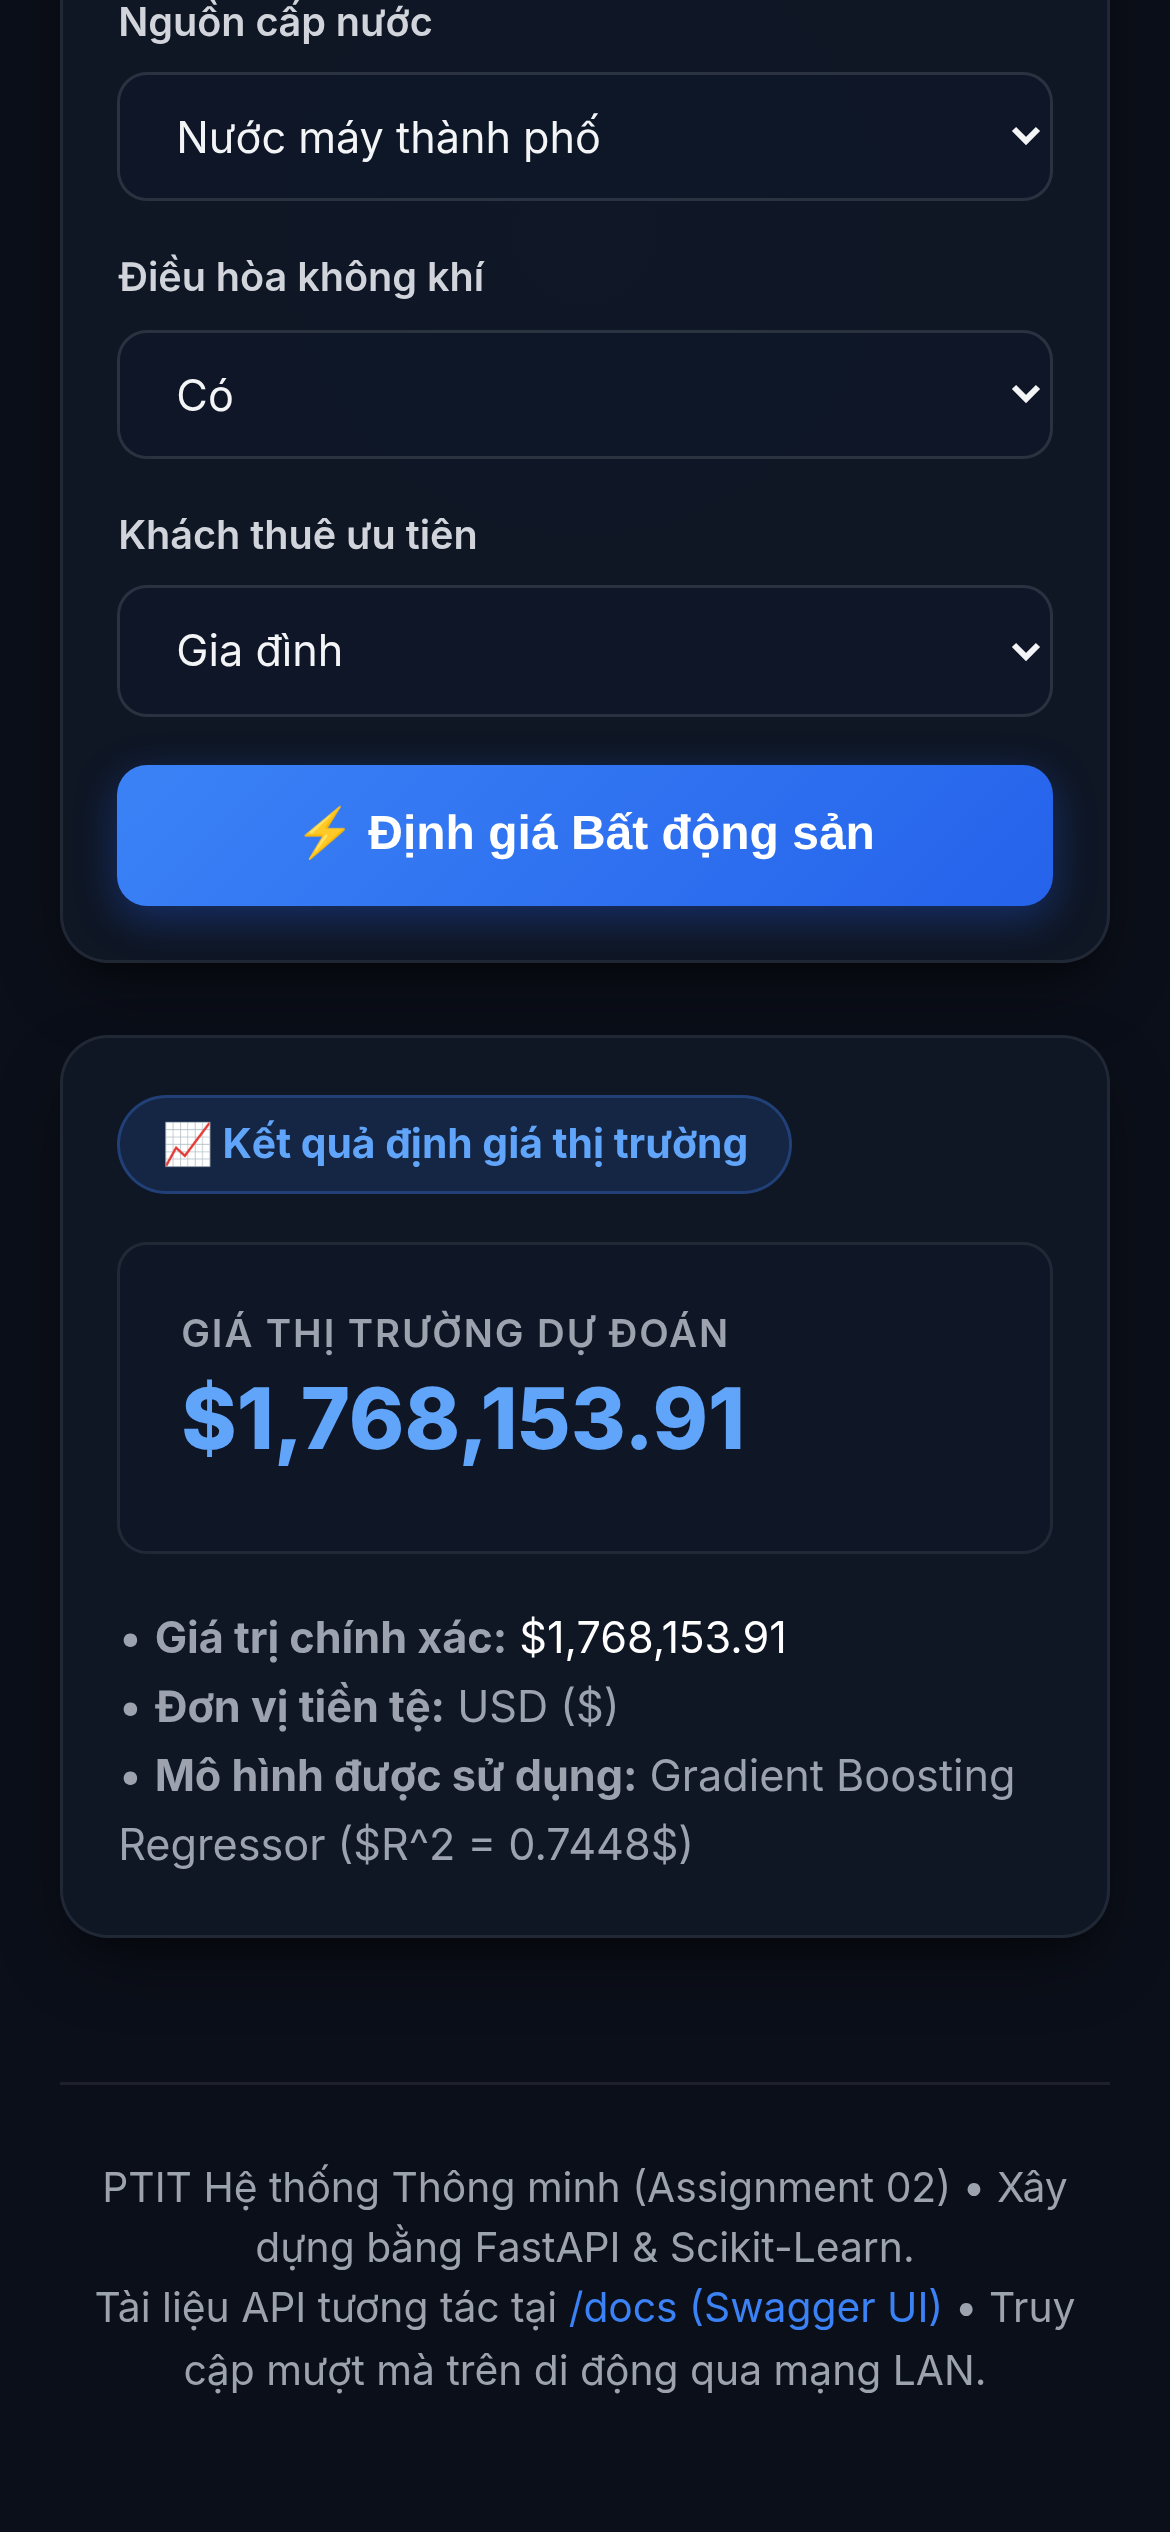 Nguồn cấp nước
Nước máy thành phố
Điều hòa không khí
Có
Khách thuê ưu tiên
Gia đình
⚡ Định giá Bất động sản
📈 Kết quả định giá thị trường
GIÁ THỊ TRƯỜNG DỰ ĐOÁN
$1,768,153.91
• Giá trị chính xác: $1,768,153.91
• Đơn vị tiền tệ: USD ($)
• Mô hình được sử dụng: Gradient Boosting
Regressor ($R^2 = 0.7448$)
PTIT Hệ thống Thông minh (Assignment 02) • Xây
dựng bằng FastAPI & Scikit-Learn.
Tài liệu API tương tác tại /docs (Swagger UI) • Truy
cập mượt mà trên di động qua mạng LAN.